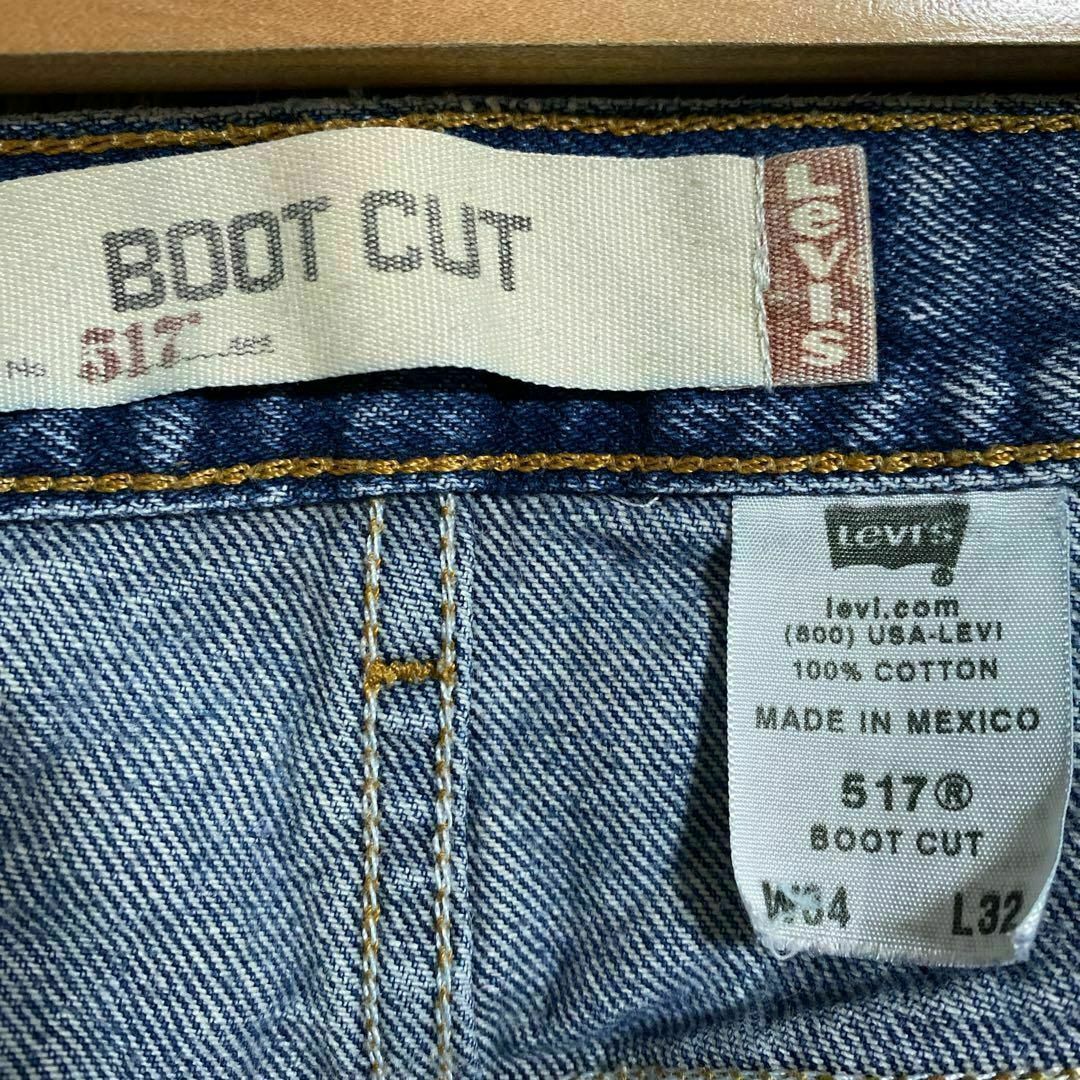 BOOT CUT
No 517
LEVI'S
Levi's®
levi.com
(800) USA-LEVI
100% COTTON
MADE IN MEXICO
517®
BOOT CUT
W34 L32